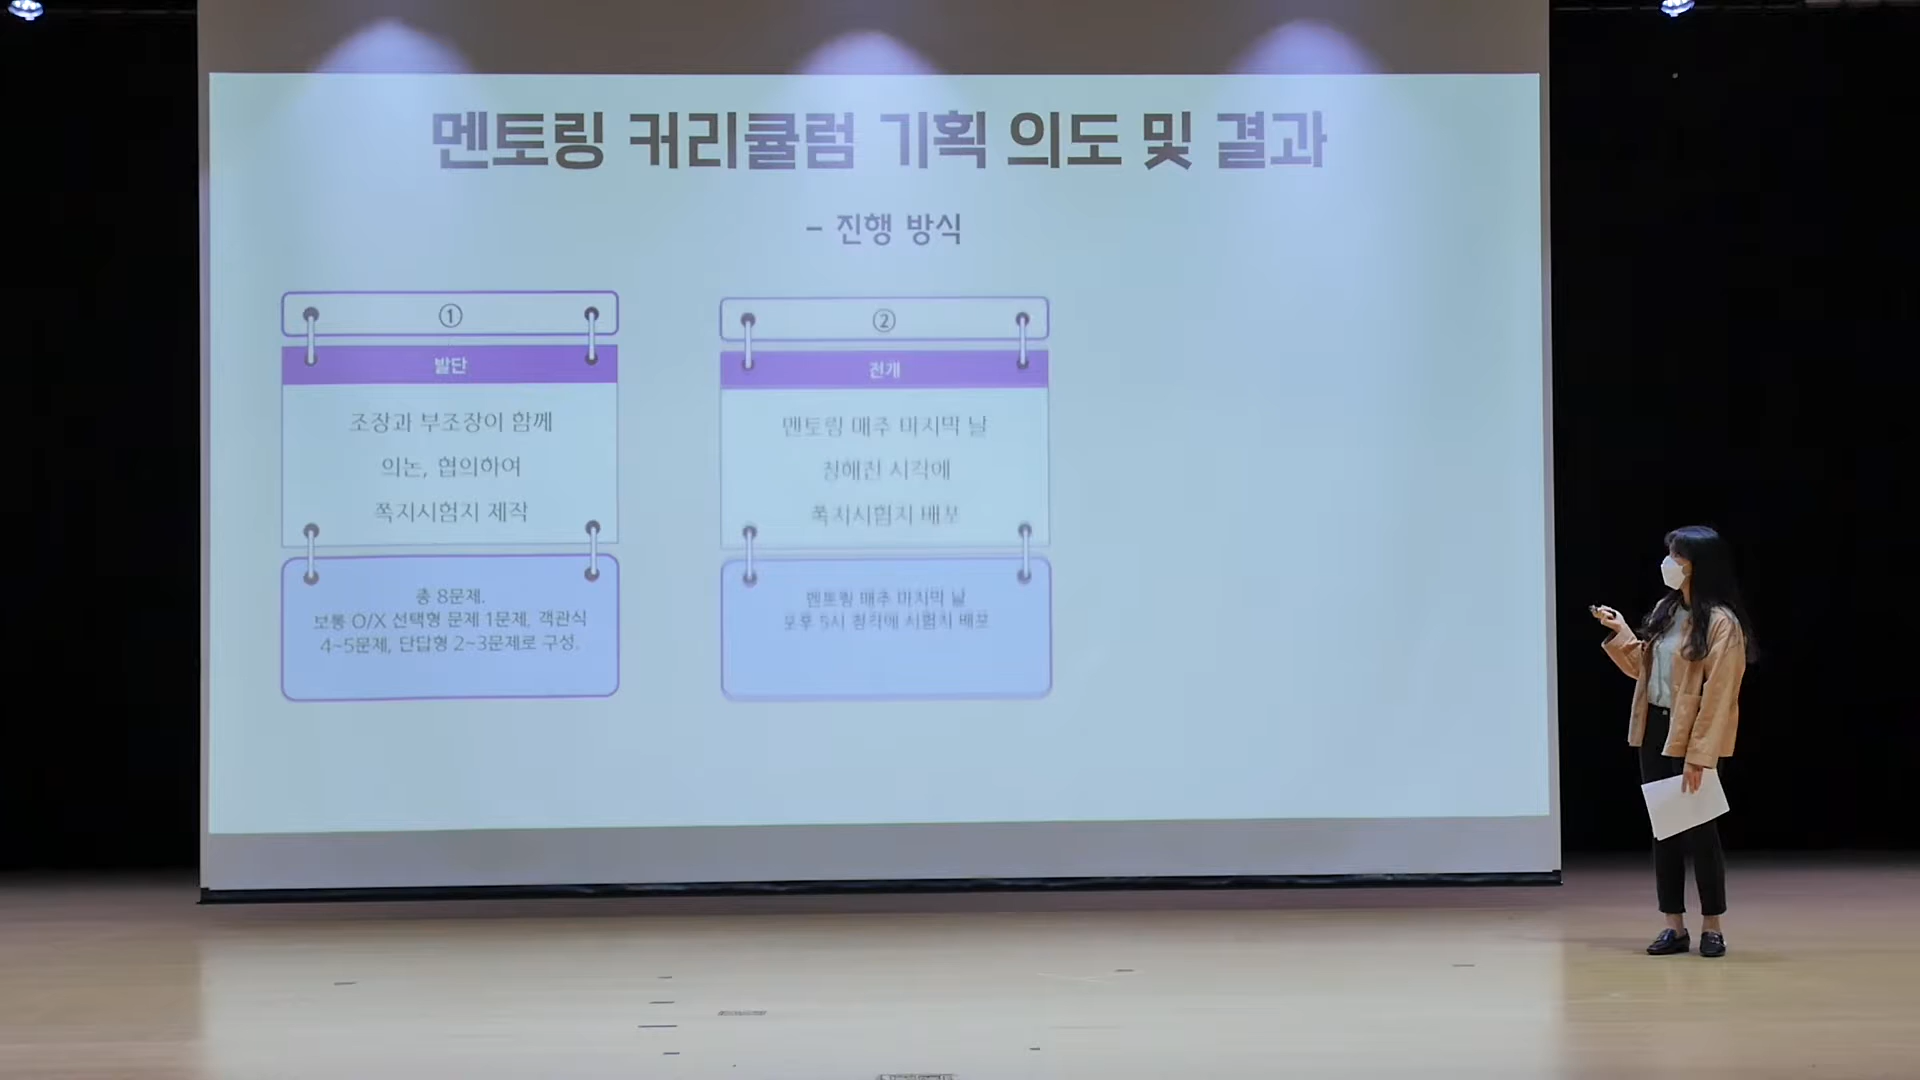 멘토링 커리큘럼 기획 의도 및 결과
- 진행 방식
①
발단
조장과 부조장이 함께
의논, 협의하여
쪽지시험지 제작
총 8문제.
보통 O/X 선택형 문제 1문제, 객관식
4~5문제, 단답형 2~3문제로 구성.
②
전개
멘토링 매주 마지막 날
정해진 시각에
쪽지시험지 배포
멘토링 매주 마지막 날
오후 5시 정각에 시험지 배포